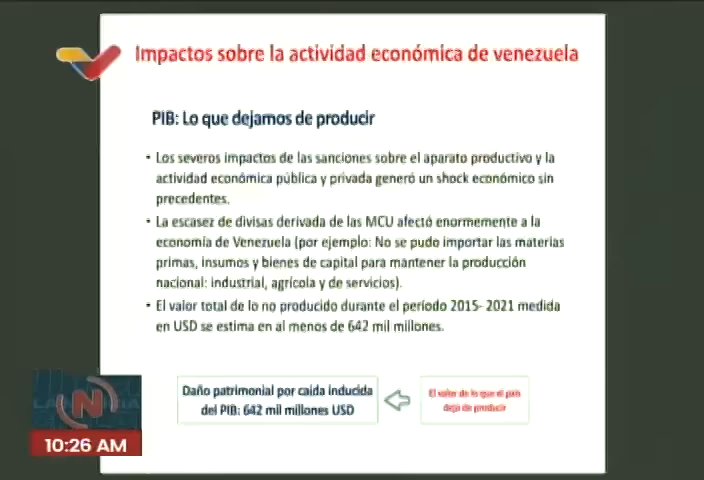 Impactos sobre la actividad económica de venezuela
PIB: Lo que dejamos de producir
• Los severos impactos de las sanciones sobre el aparato productivo y la
actividad económica pública y privada generó un shock económico sin
precedentes.
• La escasez de divisas derivada de las MCU afectó enormemente a la
economía de Venezuela (por ejemplo: No se pudo importar las materias
primas, insumos y bienes de capital para mantener la producción
nacional: industrial, agrícola y de servicios).
• El valor total de lo no producido durante el período 2015- 2021 medida
en USD se estima en al menos de 642 mil millones.
Daño patrimonial por caida inducida
del PIB: 642 mil millones USD
El valor de lo que el país
deja de producir
N
10:26 AM